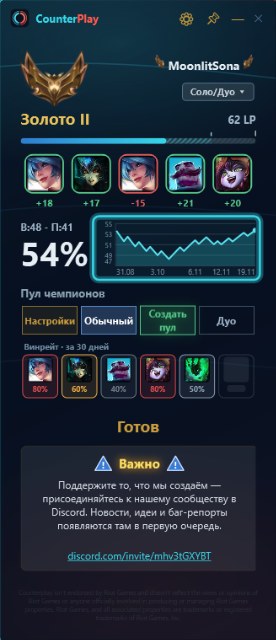 CounterPlay
MoonlitSona
Соло/Дуо
Золото II
62 LP
+18 +17 -15 +21 +20
В:48 - П:41
54%
55
53
51
49
47
31.08 3.10 8.11 12.11 19.11
Пул чемпионов
Настройки Обычный Создать пул Дуо
Винрейт · за 30 дней
80% 60% 40% 80% 50%
Готов
Важно
Поддержите то, что мы создаём —
присоединяйтесь к нашему сообществу в
Discord. Новости, идеи и баг-репорты
появляются там в первую очередь.
discord.com/invite/mhv3tGXYBT